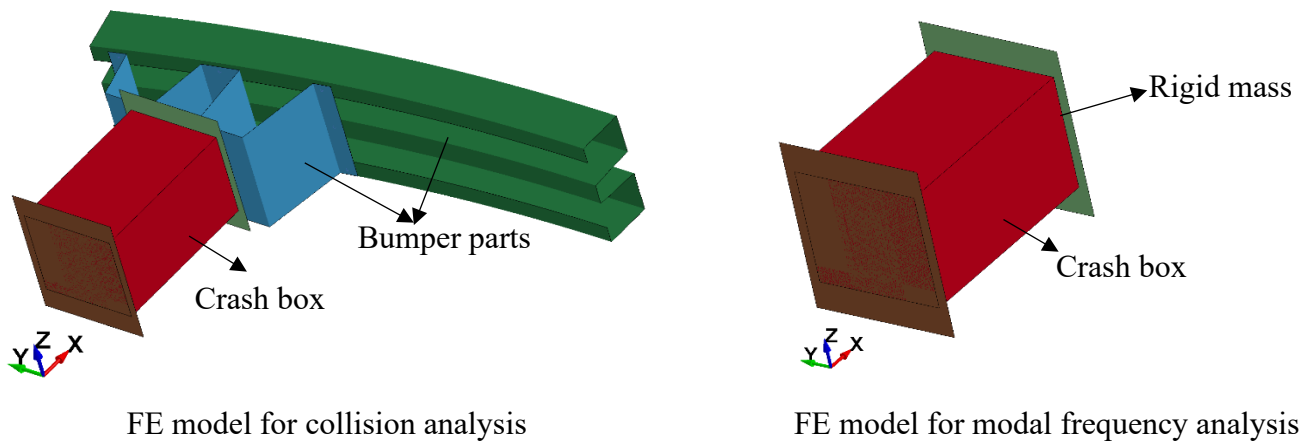 Bumper parts
Crash box
Z
Y
X
FE model for collision analysis
Rigid mass
Crash box
Z
Y
X
FE model for modal frequency analysis